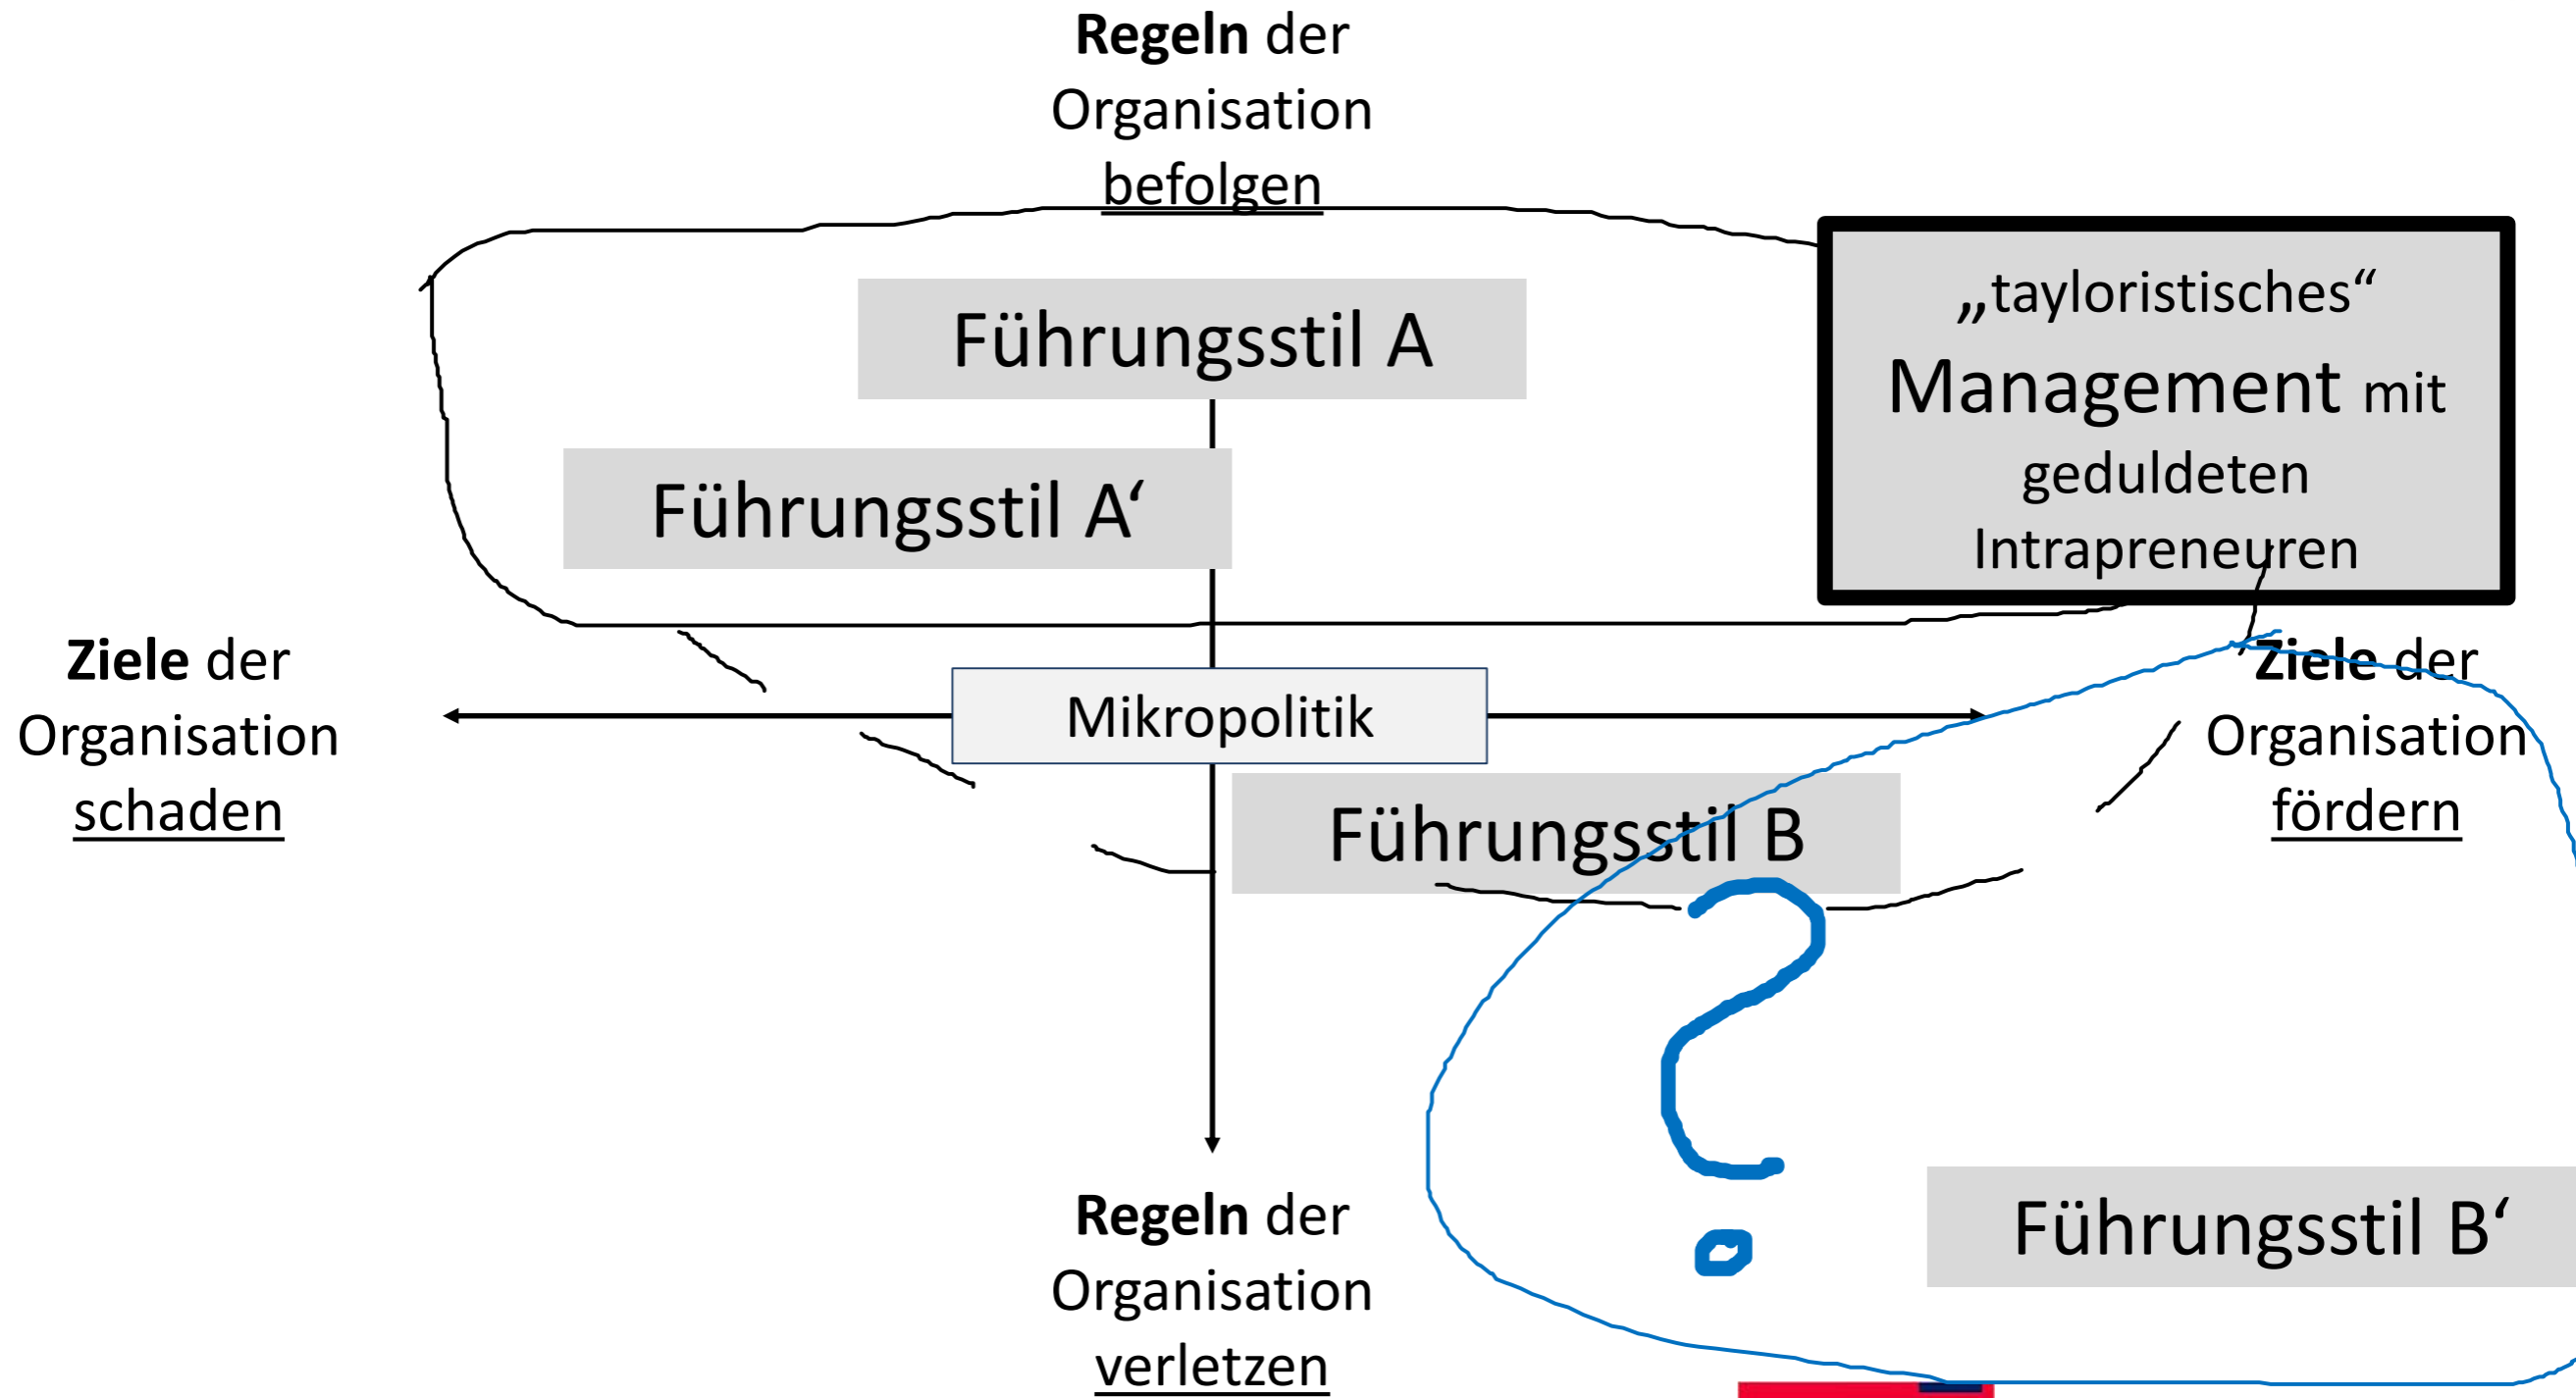 Regeln der
Organisation
befolgen
„tayloristisches“
Management mit
geduldeten
Intrapreneuren
Führungsstil A
Führungsstil A‘
Ziele der
Organisation
schaden
Mikropolitik
Ziele der
Organisation
fördern
Führungsstil B
?
Führungsstil B‘
Regeln der
Organisation
verletzen